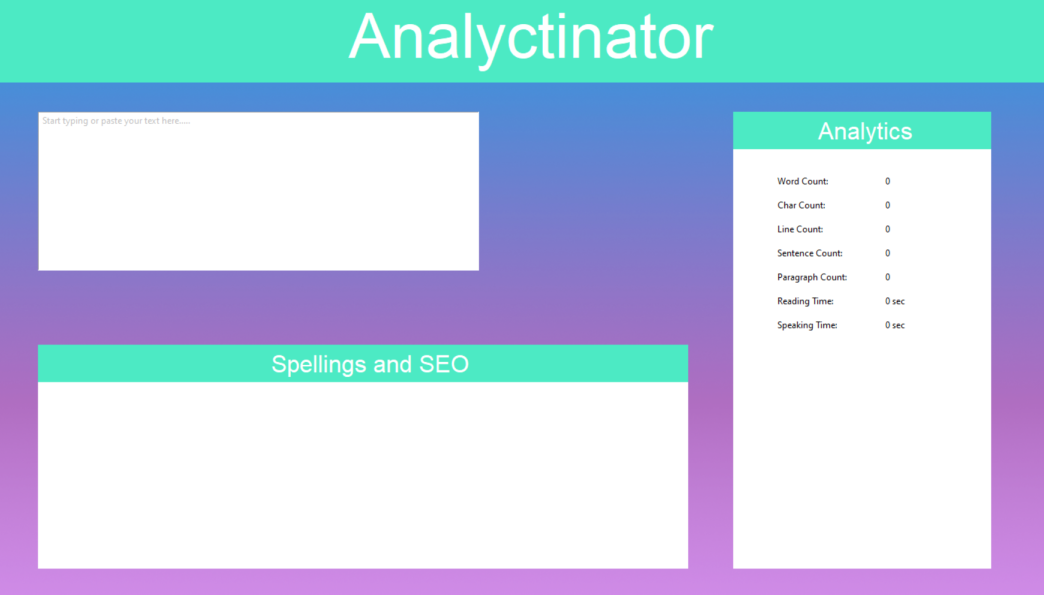 Analyctinator
Start typing or paste your text here.....
Analytics
Word Count: 0
Char Count: 0
Line Count: 0
Sentence Count: 0
Paragraph Count: 0
Reading Time: 0 sec
Speaking Time: 0 sec
Spellings and SEO